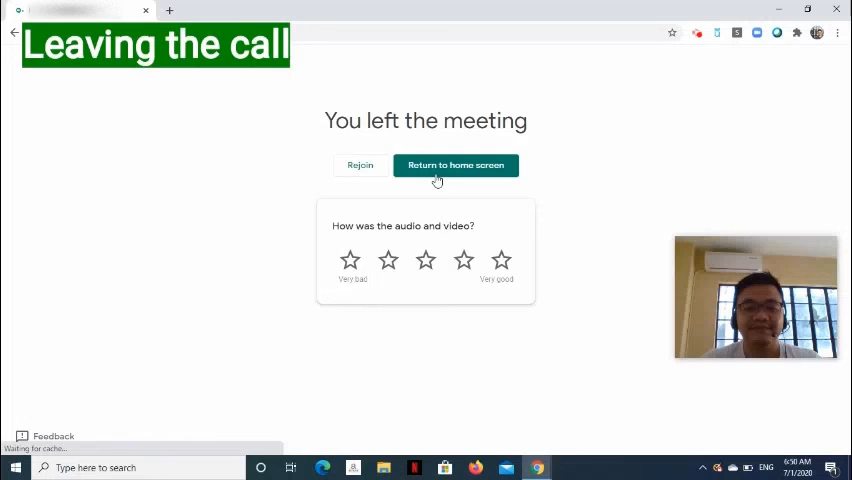 Leaving the call
You left the meeting
Rejoin
Return to home screen
How was the audio and video?
Very bad
Very good
Feedback
Waiting for cache...
Type here to search
ENG
6:50 AM
7/1/2020